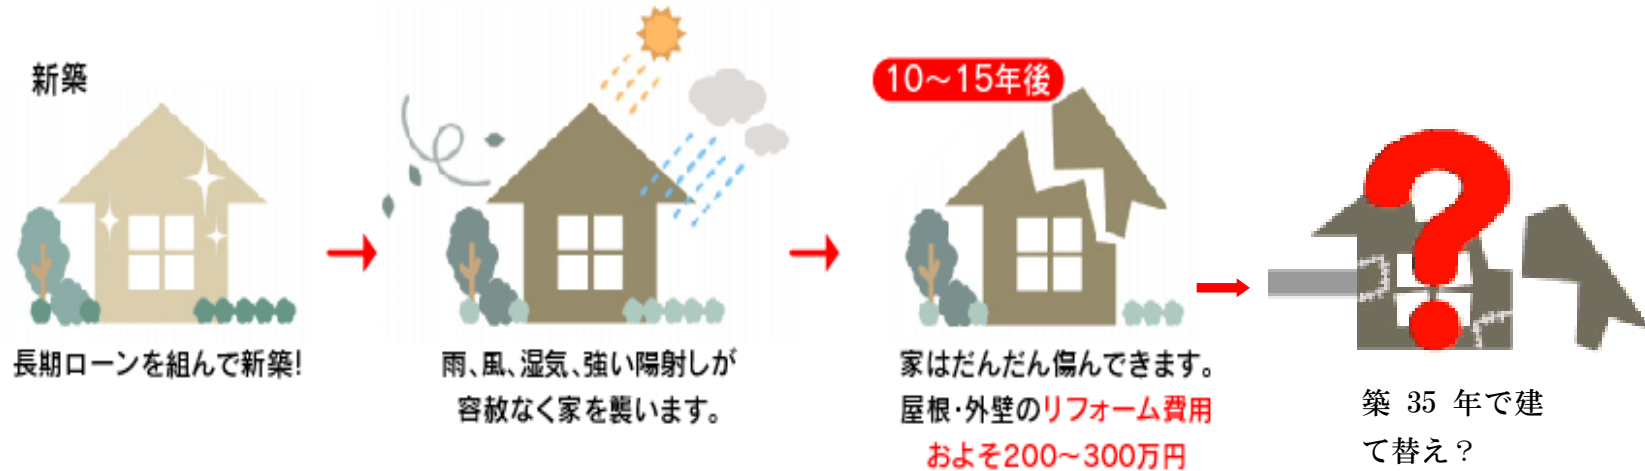 新築
長期ローンを組んで新築!
雨、風、湿気、強い陽射しが
容赦なく家を襲います。
10～15年後
家はだんだん傷んできます。
屋根・外壁のリフォーム費用
およそ200～300万円
?
築 35 年で建
て替え？